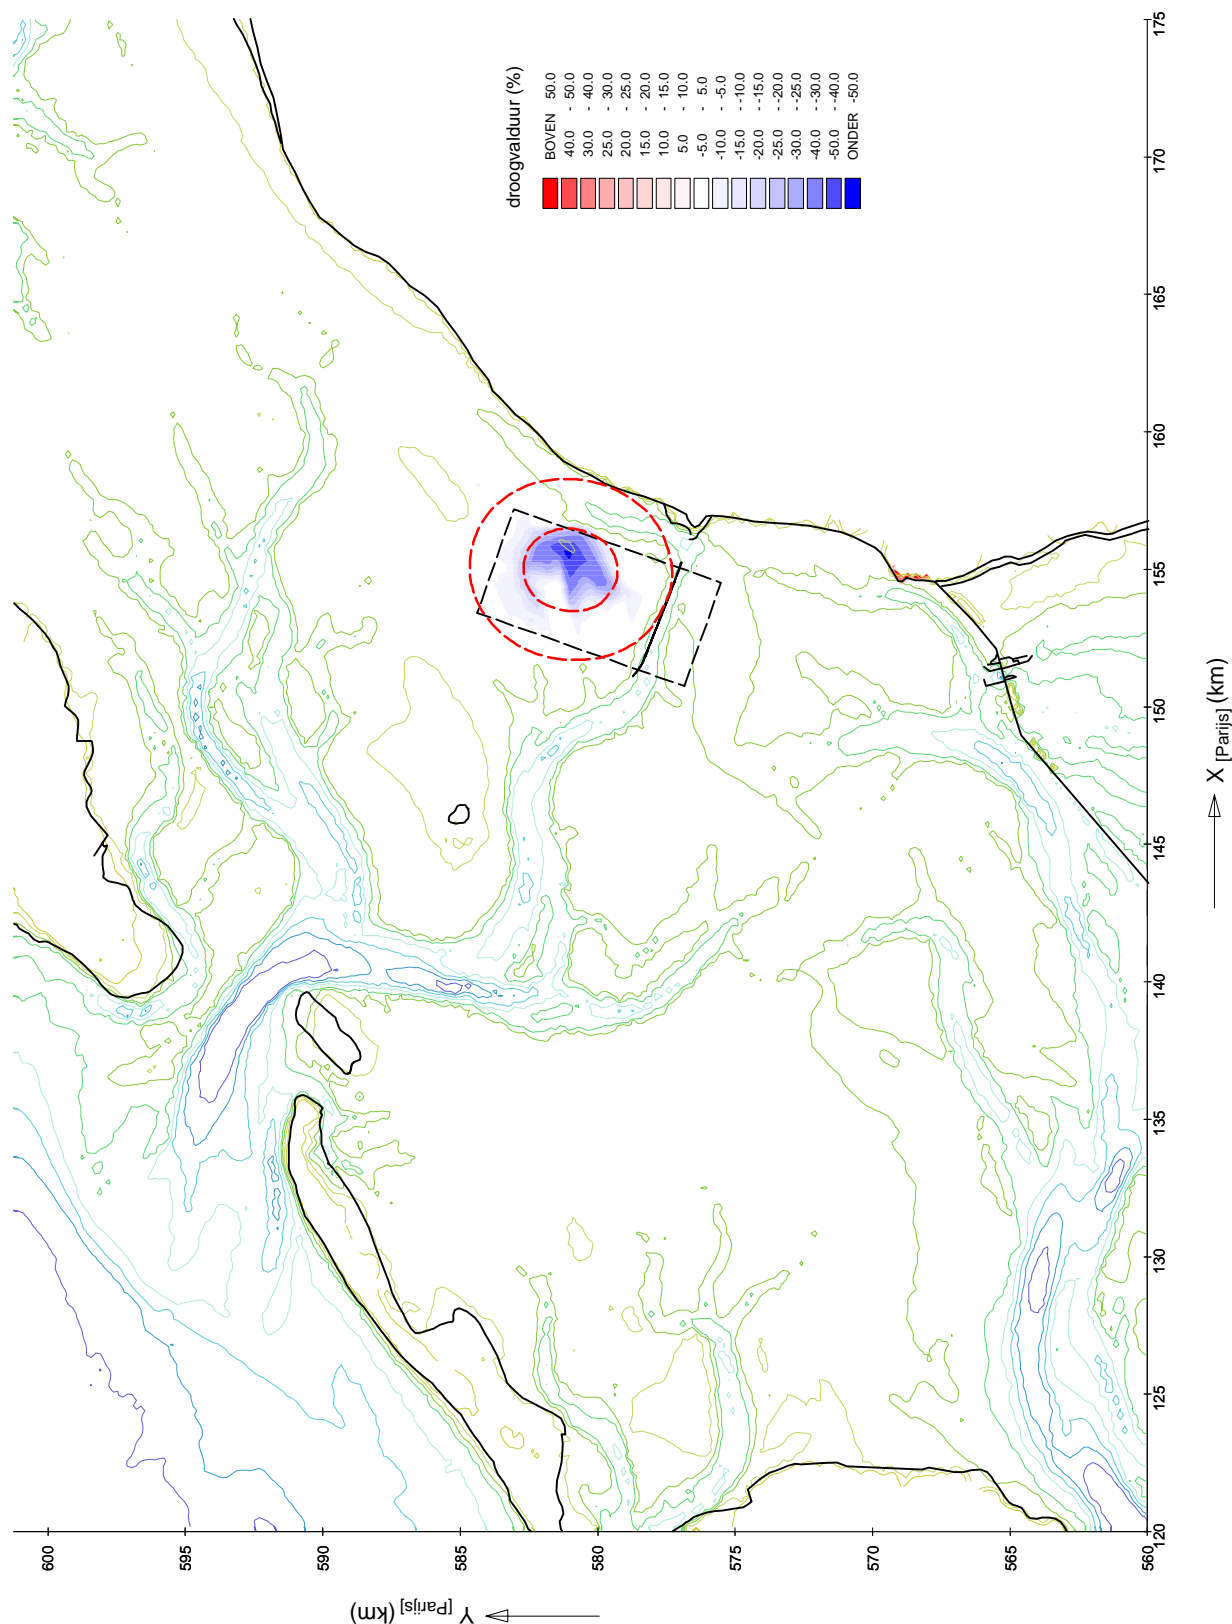 droogvalduur (%)
BOVEN 50.0
40.0 - 50.0
30.0 - 40.0
25.0 - 30.0
20.0 - 25.0
15.0 - 20.0
10.0 - 15.0
5.0 - 10.0
-5.0 - 5.0
-10.0 - -5.0
-15.0 - -10.0
-20.0 - -15.0
-25.0 - -20.0
-30.0 - -25.0
-40.0 - -30.0
-50.0 - -40.0
ONDER -50.0
600
595
590
585
580
575
570
565
560
Y [Parijs] (km)
120
125
130
135
140
145
150
155
160
165
170
175
X [Parijs] (km)